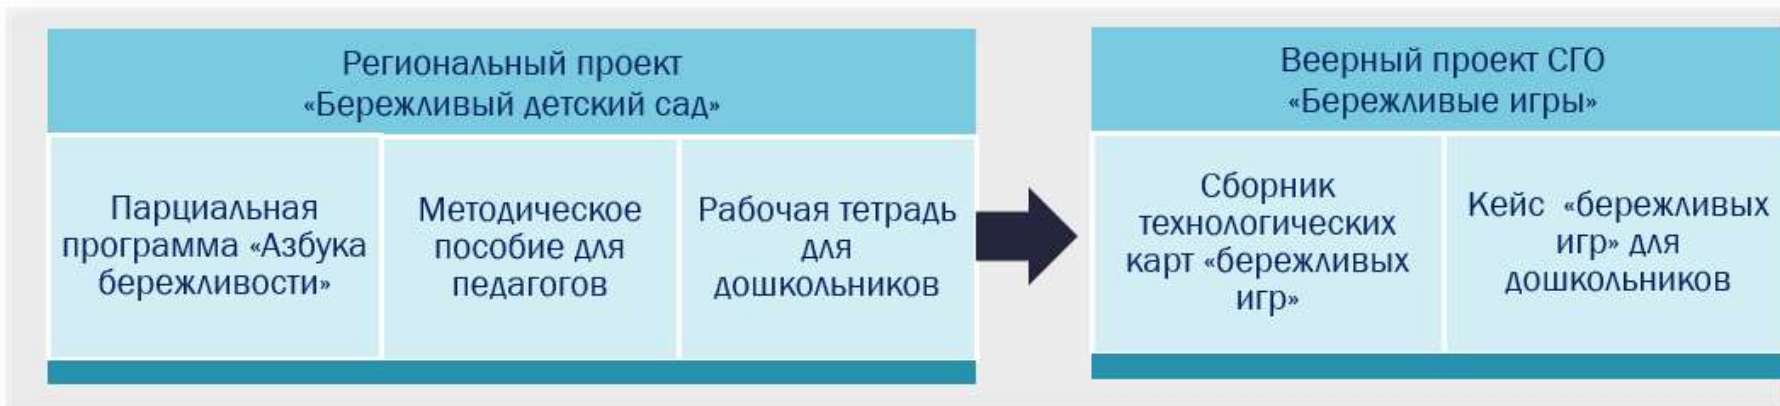 Региональный проект
«Бережливый детский сад»
Парциальная
программа «Азбука
бережливости»
Методическое
пособие для
педагогов
Рабочая тетрадь
для
дошкольников
Веерный проект СГО
«Бережливые игры»
Сборник
технологических
карт «бережливых
игр»
Кейс «бережливых
игр» для
дошкольников